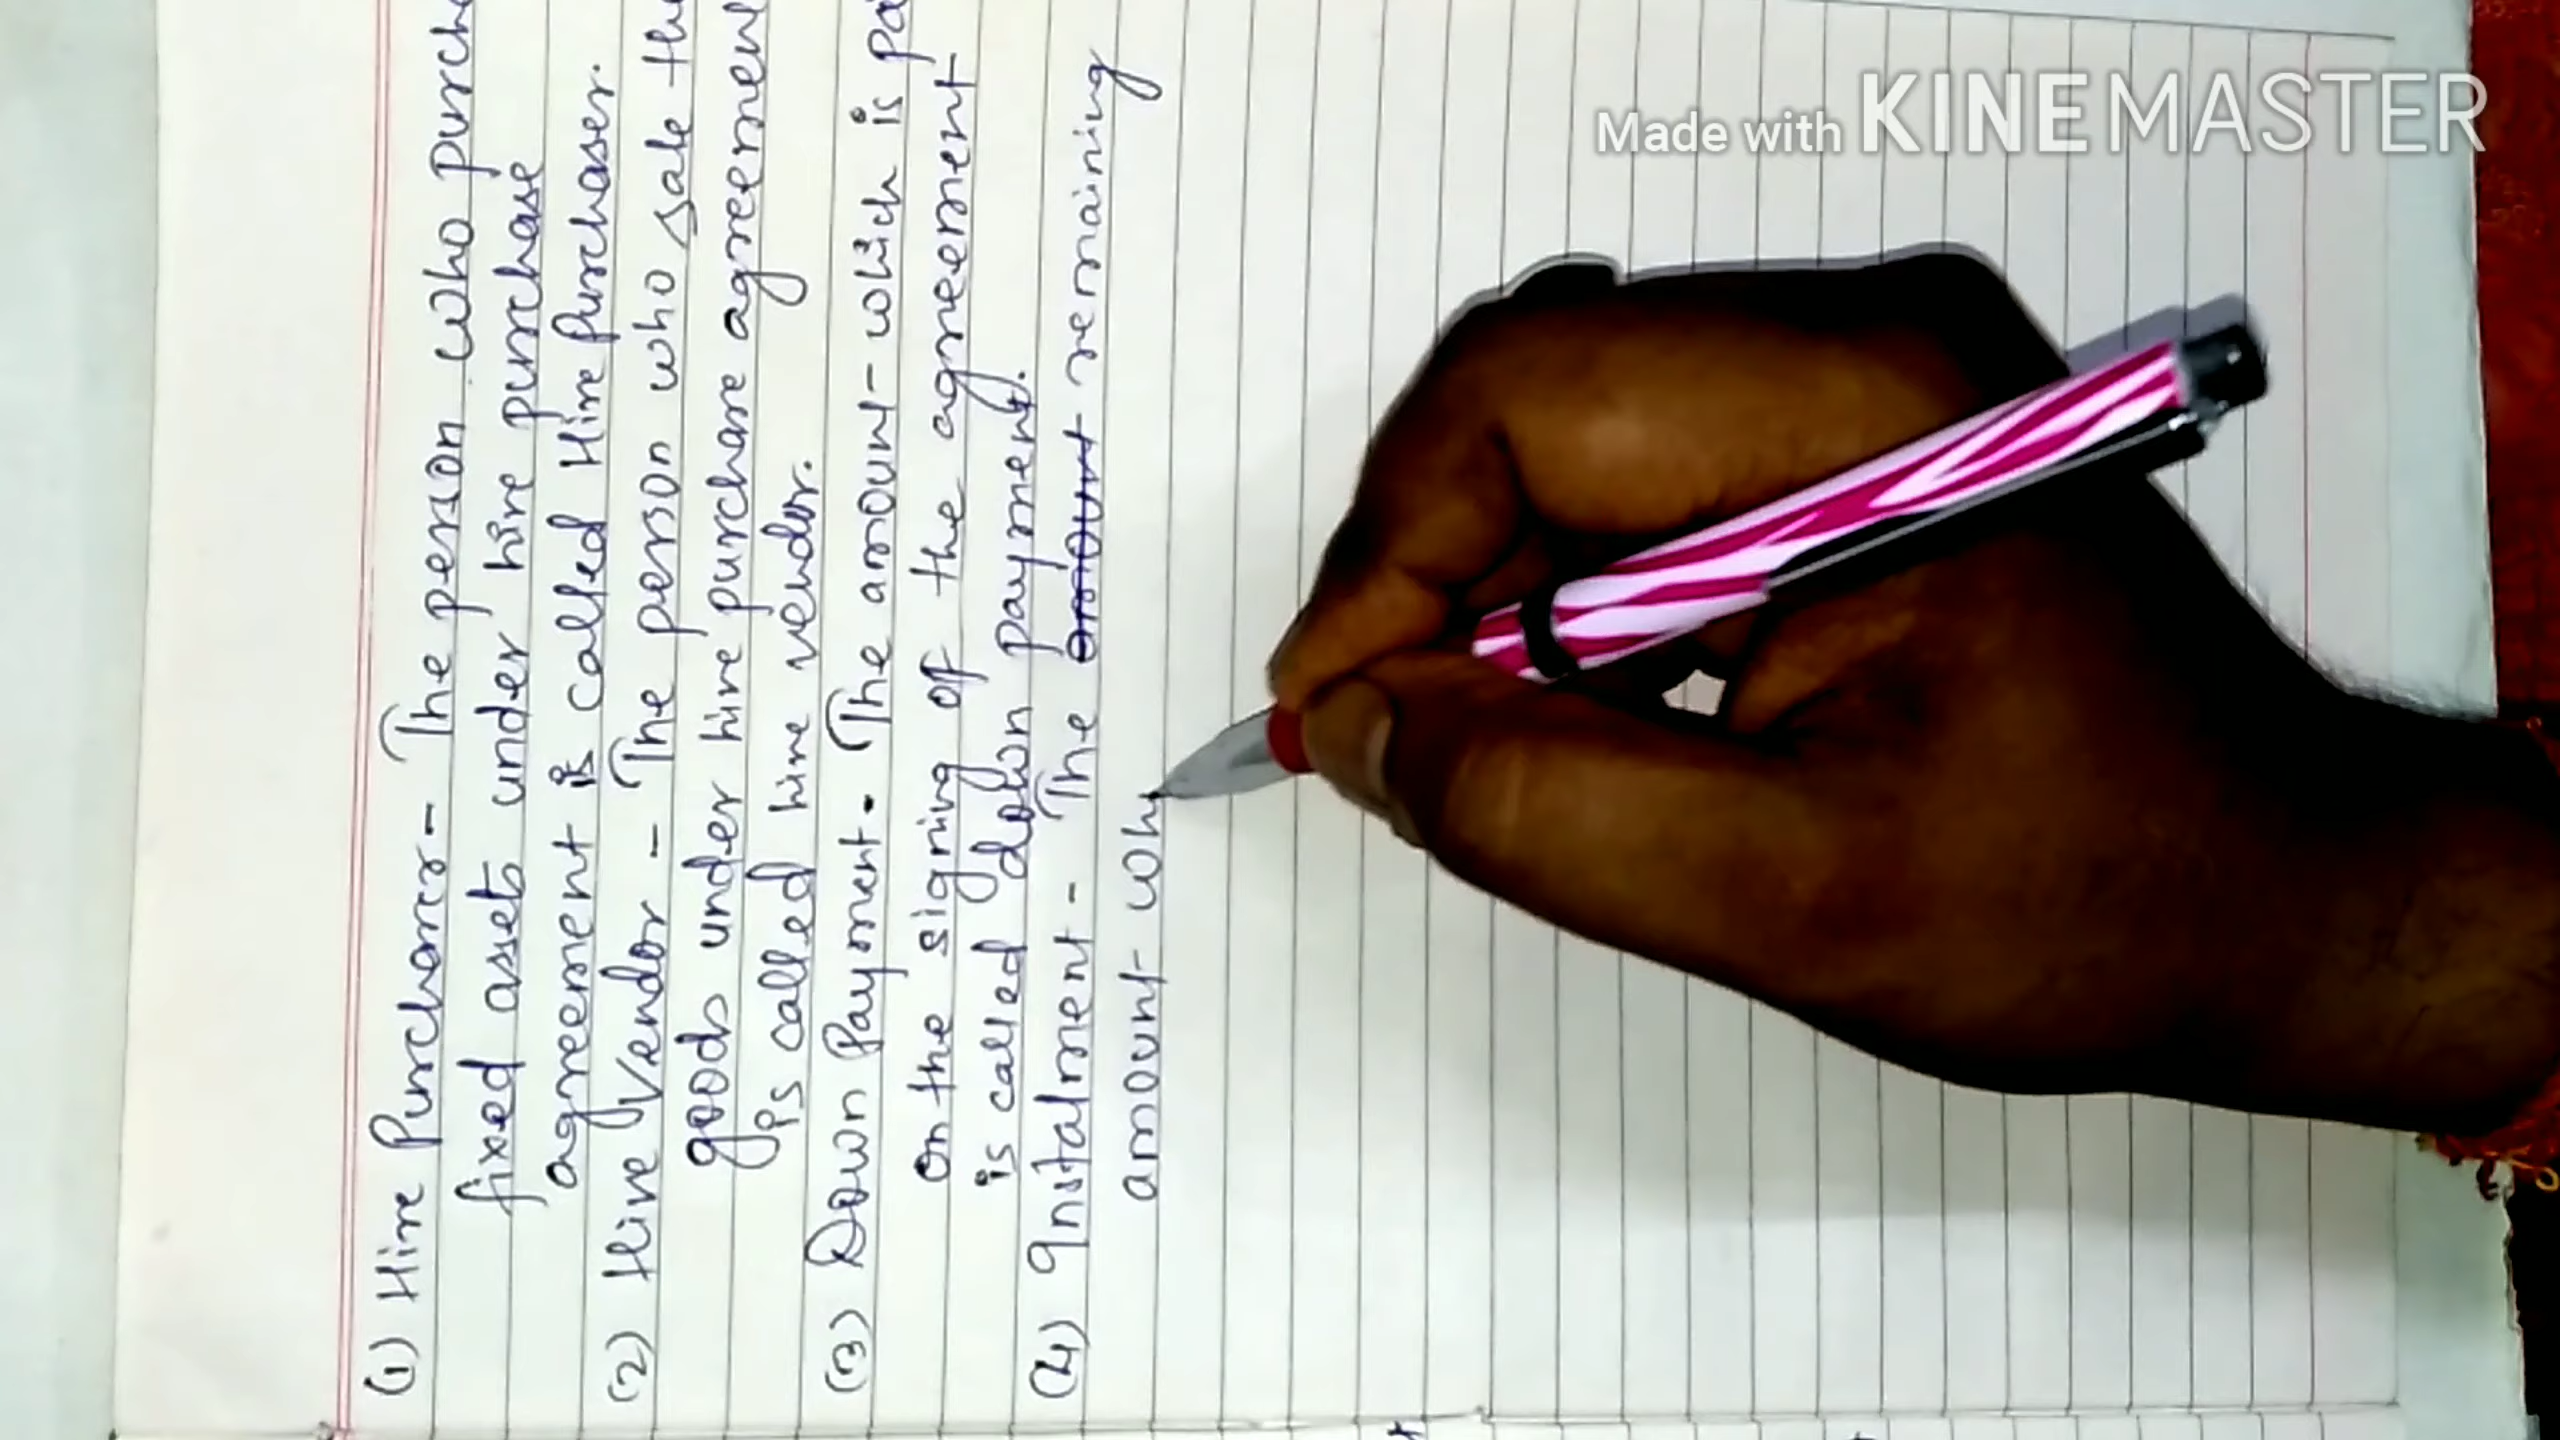 Made with KINEMASTER
(1) Hire Purchaser - The person who purcha
fixed assets under hire purchase
agreement is called Hire Purchaser.
(2) Hire Vendor - The person who sale the
goods under hire purchase agreement
is called hire vendor.
(3) Down Payment - The amount which is pai
on the signing of the agreement
is called down payment.
(4) Instalment - The amount remaining
amount wh